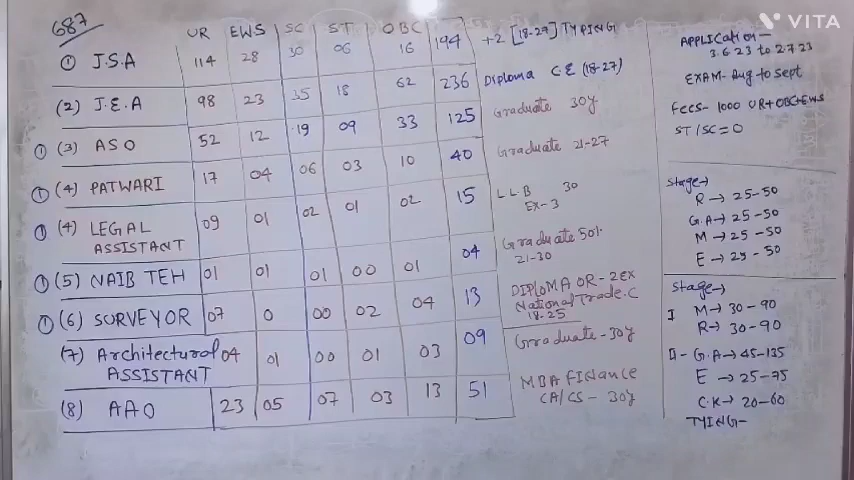 687
UR EWS SC ST OBC
① J.S.A 114 28 30 06 16 194 +2 [18-27] TYPING
(2) J.E.A 98 23 35 18 62 236 Diploma C E (18-27)
① (3) ASO 52 12 19 09 33 125 Graduate 30y
① (4) PATWARI 17 04 06 03 10 40 Graduate 21-27
① (4) LEGAL ASSISTANT 09 01 02 01 02 15 LLB 30
EX-3
① (5) NAIB TEH 01 01 01 00 01 04 Graduate 50%
21-30
① (6) SURVEYOR 07 0 00 02 04 13 DIPLOMA OR - 2EX
National Trade.C
18-25
(7) Architectural ASSISTANT 04 01 00 01 03 09 Graduate - 30y
(8) AAO 23 05 07 03 13 51 MBA FINANCE
CA/CS - 30y
APPLICATION -
3.6.23 to 2.7.23
EXAM - Aug to Sept
Fees - 1000 UR+OBC+EWS
ST/SC = 0
Stage→
R → 25-50
G.A → 25-50
M → 25-50
E → 25-50
Stage→
I M → 30-90
R → 30-90
II - G.A → 45-135
E → 25-75
C.K → 20-60
TYING-
VITA